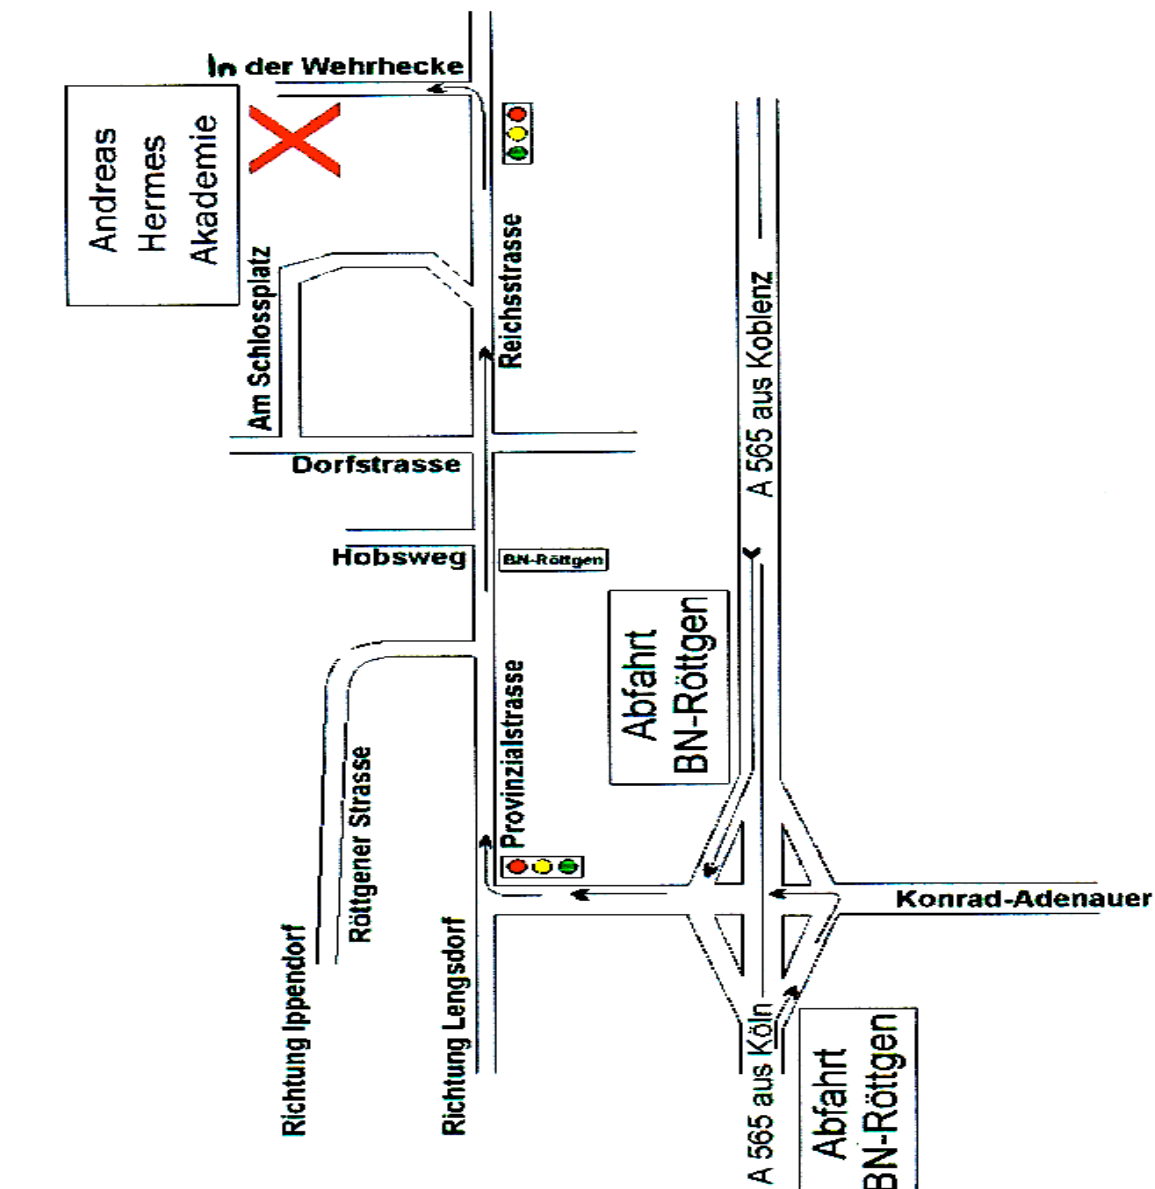 In der Wehrhecke
Andreas
Hermes
Akademie
Am Schlossplatz
Reichsstrasse
A 565 aus Koblenz
Dorfstrasse
Hobsweg
BN-Röttgen
Abfahrt
BN-Röttgen
Provinzialstrasse
Röttgener Strasse
Konrad-Adenauer
Richtung Ippendorf
Richtung Lengsdorf
A 565 aus Köln
Abfahrt
BN-Röttgen